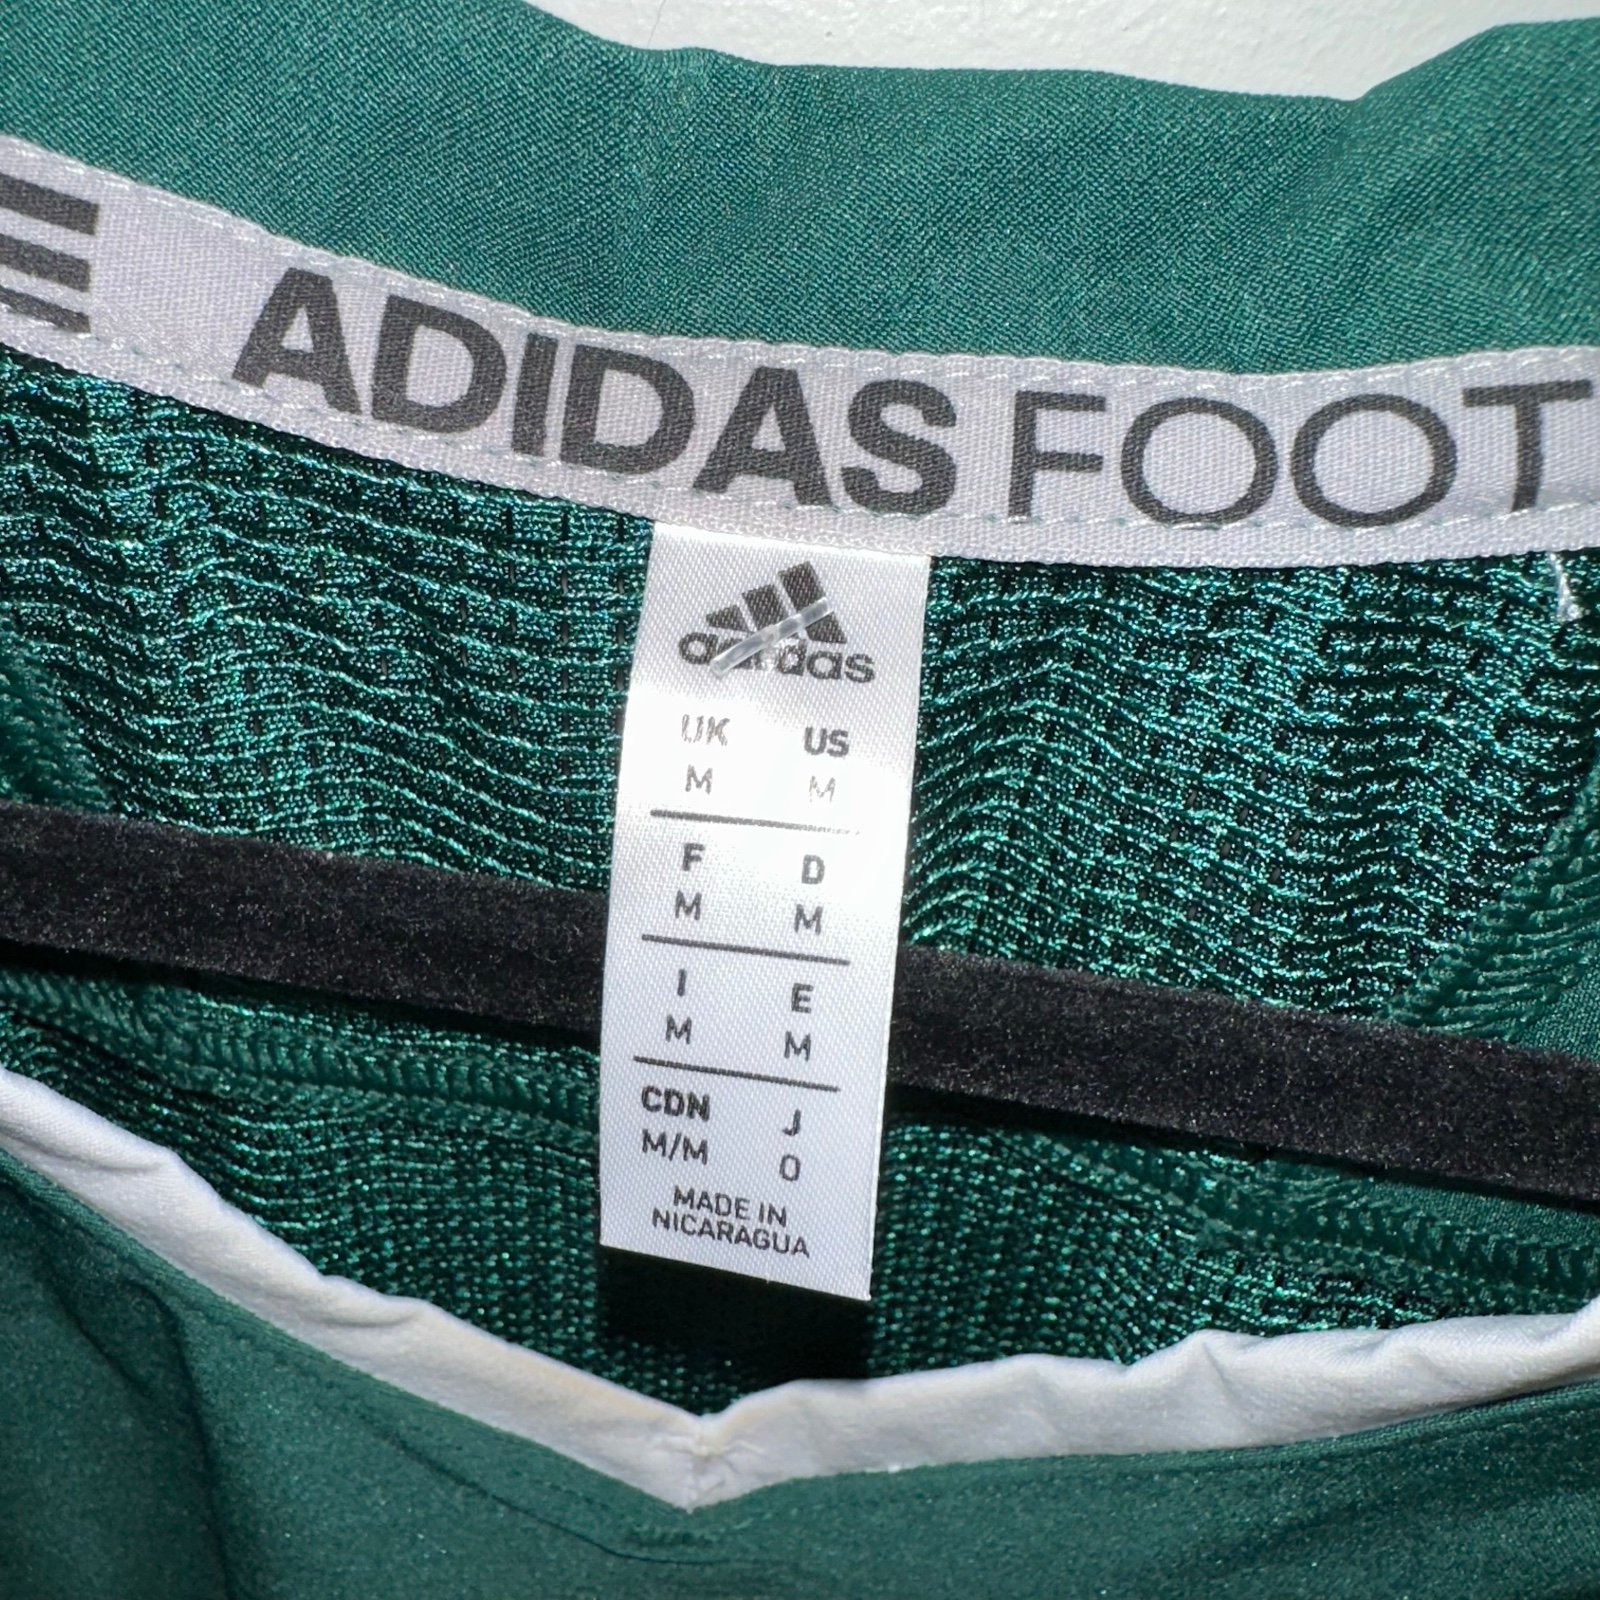 ADIDAS FOOT
adidas
UK US
M M
F D
M M
I E
M M
CDN J
M/M O
MADE IN
NICARAGUA